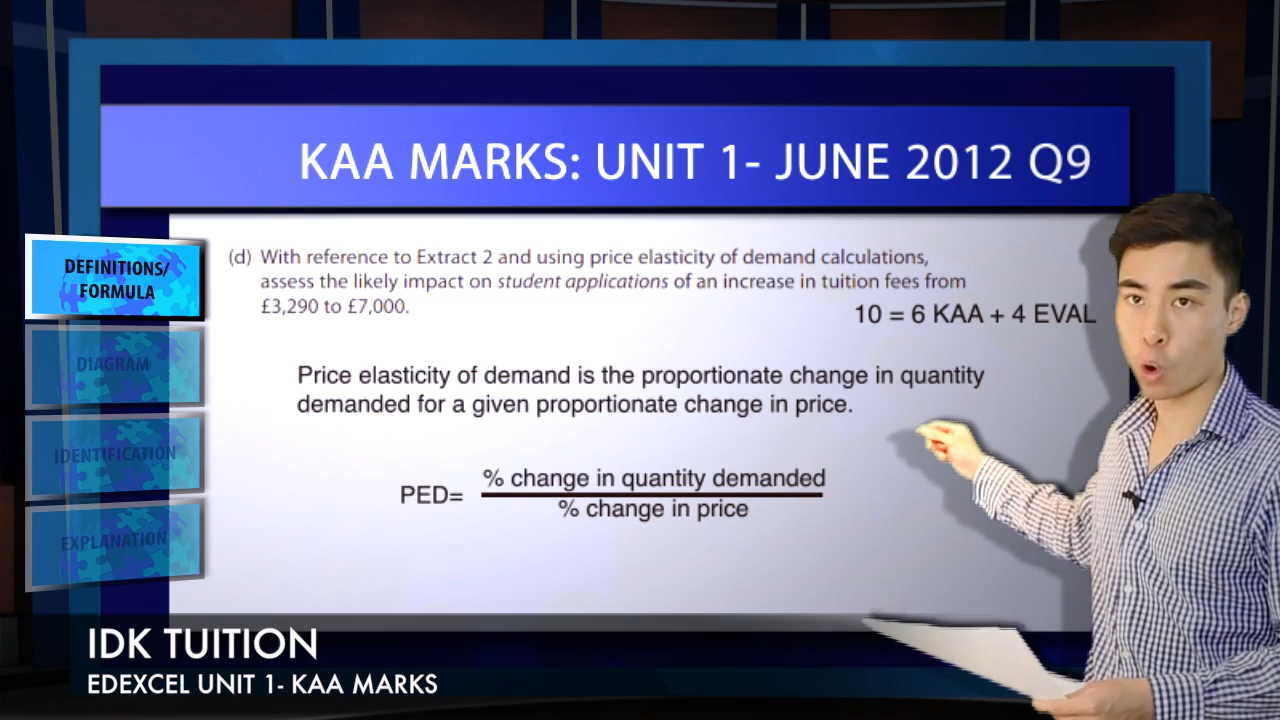 KAA MARKS: UNIT 1- JUNE 2012 Q9
(d) With reference to Extract 2 and using price elasticity of demand calculations,
assess the likely impact on student applications of an increase in tuition fees from
£3,290 to £7,000.
10 = 6 KAA + 4 EVAL
Price elasticity of demand is the proportionate change in quantity
demanded for a given proportionate change in price.
PED= % change in quantity demanded
% change in price
DEFINITIONS/
FORMULA
DIAGRAM
IDENTIFICATION
EXPLANATION
IDK TUITION
EDEXCEL UNIT 1- KAA MARKS